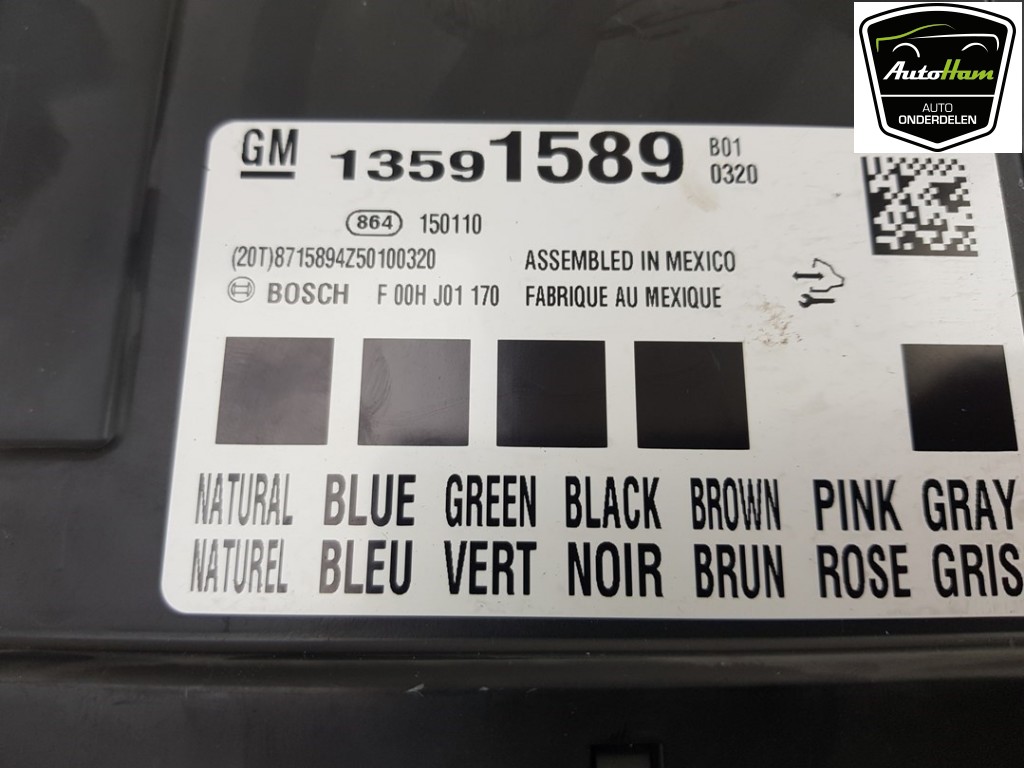 AutoHam
AUTO
ONDERDELEN
GM 13591589 B01
0320
864 150110
(20T)8715894Z50100320 ASSEMBLED IN MEXICO
BOSCH F 00H J01 170 FABRIQUE AU MEXIQUE
NATURAL BLUE GREEN BLACK BROWN PINK GRAY
NATUREL BLEU VERT NOIR BRUN ROSE GRIS